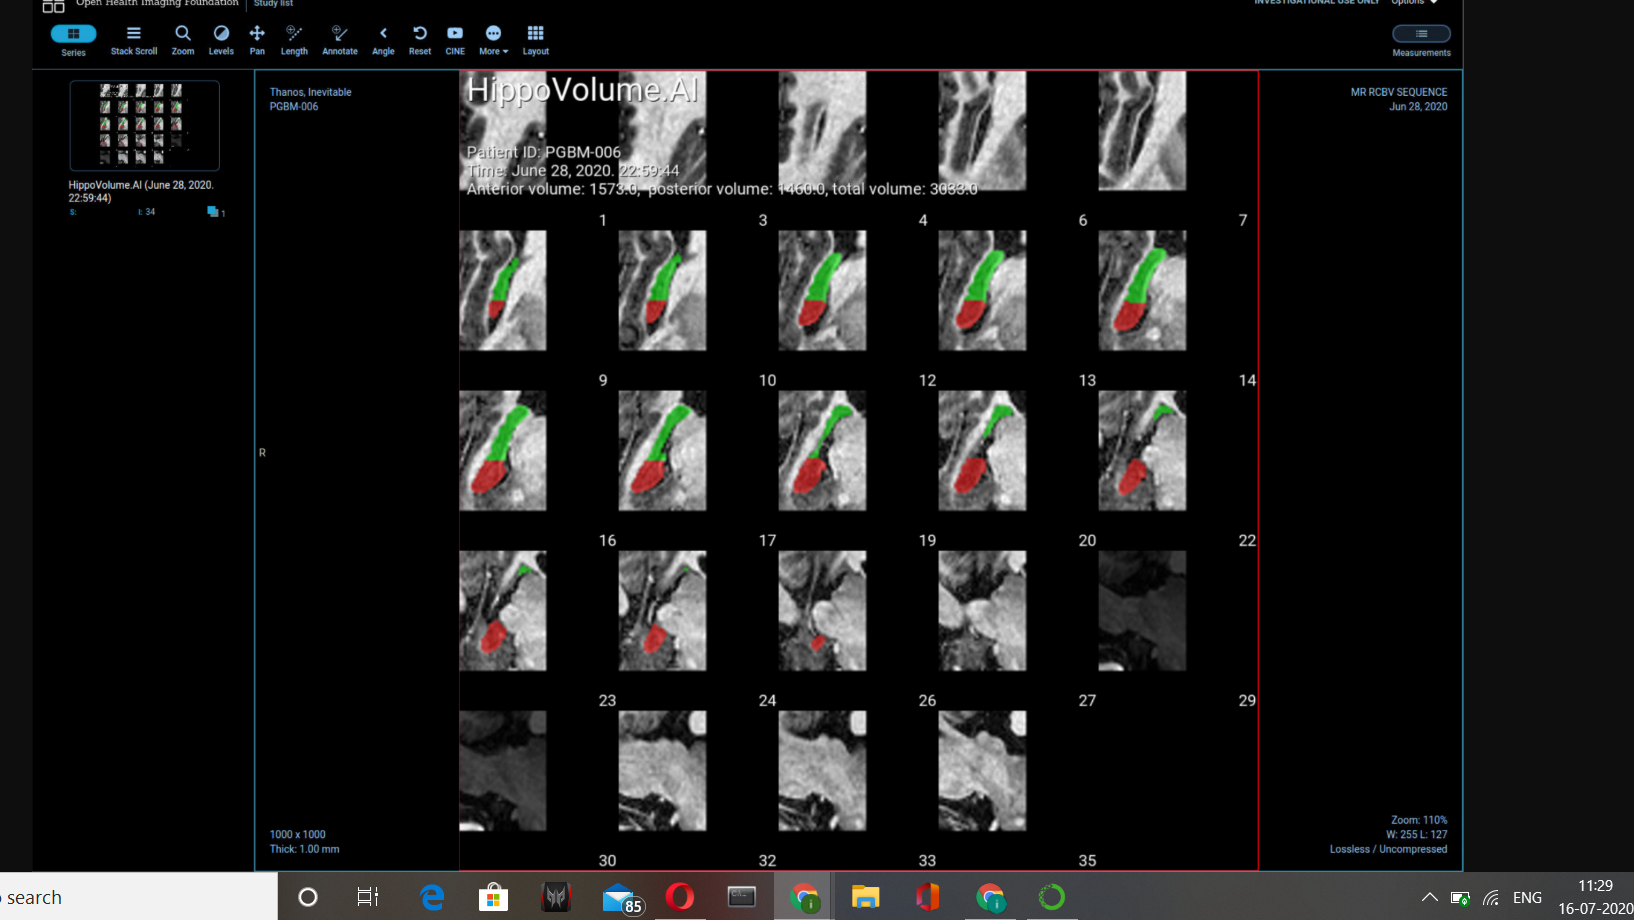 Open Health Imaging Foundation
Study list
INVESTIGATIONAL USE ONLY
Options
Series
Stack Scroll
Zoom
Levels
Pan
Length
Annotate
Angle
Reset
CINE
More
Layout
Measurements
HippoVolume.AI (June 28, 2020.
22:59:44)
S:
I: 34
1
Thanos, Inevitable
PGBM-006
MR RCBV SEQUENCE
Jun 28, 2020
HippoVolume.AI
Patient ID: PGBM-006
Time: June 28, 2020. 22:59:44
Anterior volume: 1573.0, posterior volume: 1460.0, total volume: 3033.0
1 3 4 6 7
9 10 12 13 14
R
16 17 19 20 22
23 24 26 27 29
30 32 33 35
1000 x 1000
Thick: 1.00 mm
Zoom: 110%
W: 255 L: 127
Lossless / Uncompressed
search
85
ENG
11:29
16-07-2020